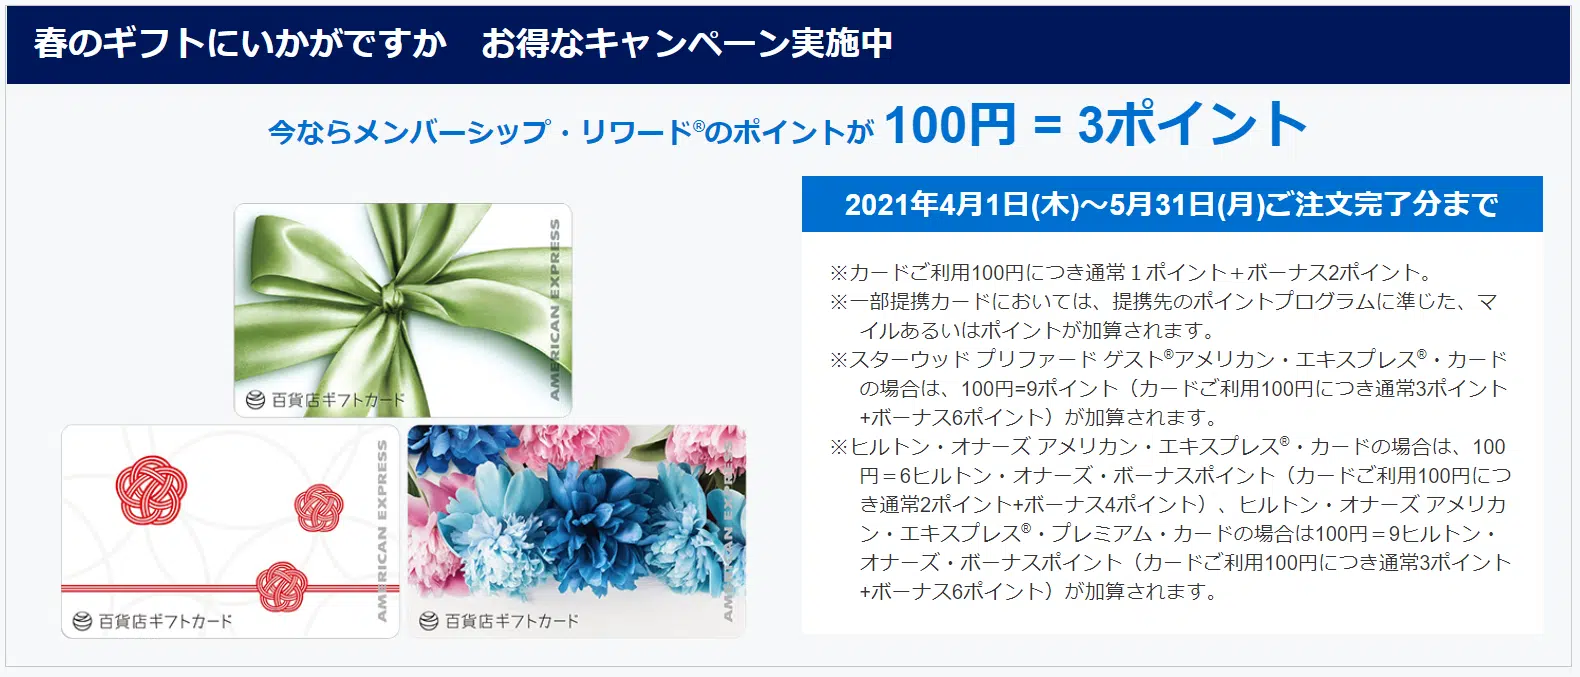 春のギフトにいかがですか　お得なキャンペーン実施中
今ならメンバーシップ・リワード®のポイントが 100円 = 3ポイント
AMERICAN EXPRESS
百貨店ギフトカード
AMERICAN EXPRESS
百貨店ギフトカード
AMERICAN EXPRESS
百貨店ギフトカード
2021年4月1日(木)～5月31日(月)ご注文完了分まで
※カードご利用100円につき通常１ポイント＋ボーナス2ポイント。
※一部提携カードにおいては、提携先のポイントプログラムに準じた、マ
イルあるいはポイントが加算されます。
※スターウッド プリファード ゲスト®アメリカン・エキスプレス®・カード
の場合は、100円=9ポイント（カードご利用100円につき通常3ポイント
+ボーナス6ポイント）が加算されます。
※ヒルトン・オナーズ アメリカン・エキスプレス®・カードの場合は、100
円＝6ヒルトン・オナーズ・ボーナスポイント（カードご利用100円につ
き通常2ポイント+ボーナス4ポイント）、ヒルトン・オナーズ アメリカ
ン・エキスプレス®・プレミアム・カードの場合は100円＝9ヒルトン・
オナーズ・ボーナスポイント（カードご利用100円につき通常3ポイント
+ボーナス6ポイント）が加算されます。